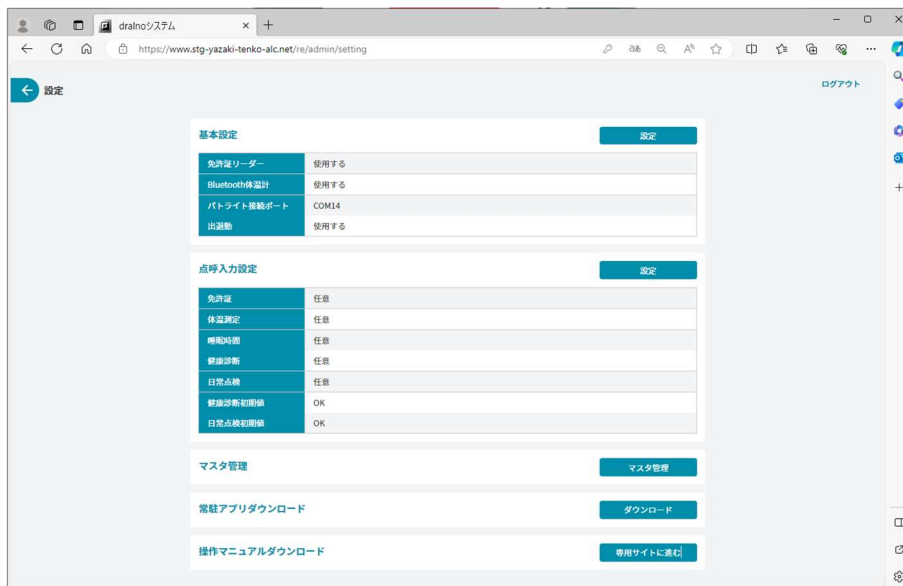 dralnoシステム
https://www.stg-yazaki-tenko-alc.net/re/admin/setting
設定
ログアウト
基本設定
設定
免許証リーダー 使用する
Bluetooth体温計 使用する
パトライト接続ポート COM14
出退勤 使用する
点呼入力設定
設定
免許証 任意
体温測定 任意
睡眠時間 任意
健康診断 任意
日常点検 任意
健康診断初期値 OK
日常点検初期値 OK
マスタ管理
マスタ管理
常駐アプリダウンロード
ダウンロード
操作マニュアルダウンロード
専用サイトに進む